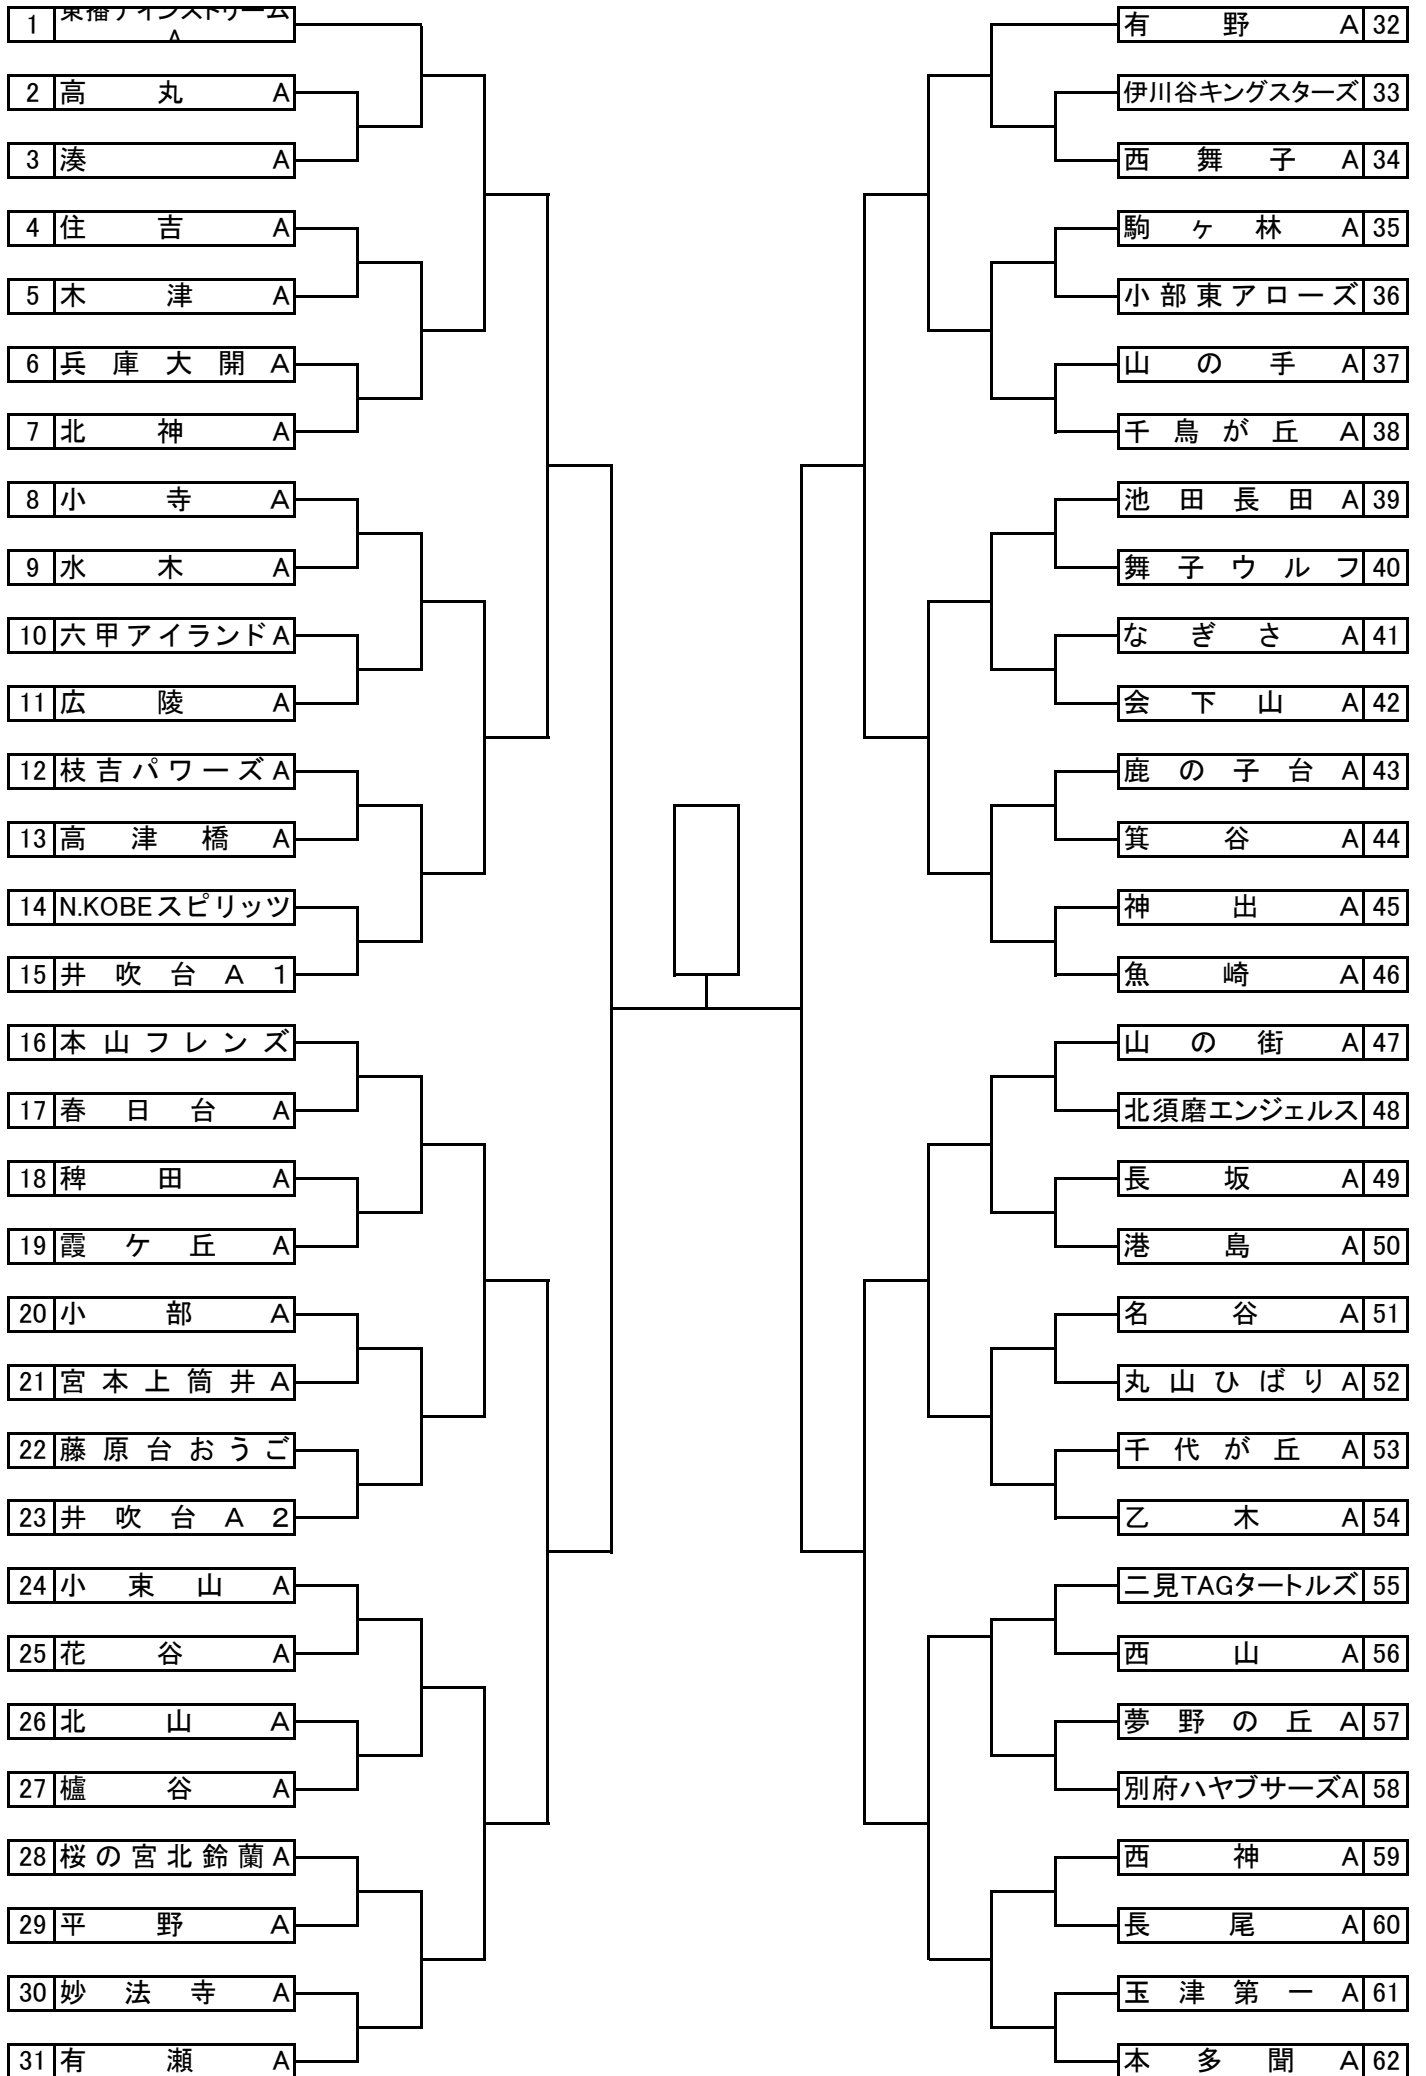 1 東播ナインストリーム
A
2 高丸 A
3 湊 A
4 住吉 A
5 木津 A
6 兵庫大開 A
7 北神 A
8 小寺 A
9 水木 A
10 六甲アイランド A
11 広陵 A
12 枝吉パワーズ A
13 高津橋 A
14 N.KOBEスピリッツ
15 井吹台A1
16 本山フレンズ
17 春日台 A
18 稗田 A
19 霞ケ丘 A
20 小部 A
21 宮本上筒井 A
22 藤原台おうご
23 井吹台A2
24 小束山 A
25 花谷 A
26 北山 A
27 櫨谷 A
28 桜の宮北鈴蘭 A
29 平野 A
30 妙法寺 A
31 有瀬 A
有野 A 32
伊川谷キングスターズ 33
西舞子 A 34
駒ヶ林 A 35
小部東アローズ 36
山の手 A 37
千鳥が丘 A 38
池田長田 A 39
舞子ウルフ 40
なぎさ A 41
会下山 A 42
鹿の子台 A 43
箕谷 A 44
神出 A 45
魚崎 A 46
山の街 A 47
北須磨エンジェルス 48
長坂 A 49
港島 A 50
名谷 A 51
丸山ひばり A 52
千代が丘 A 53
乙木 A 54
二見TAGタートルズ 55
西山 A 56
夢野の丘 A 57
別府ハヤブサーズA 58
西神 A 59
長尾 A 60
玉津第一 A 61
本多聞 A 62